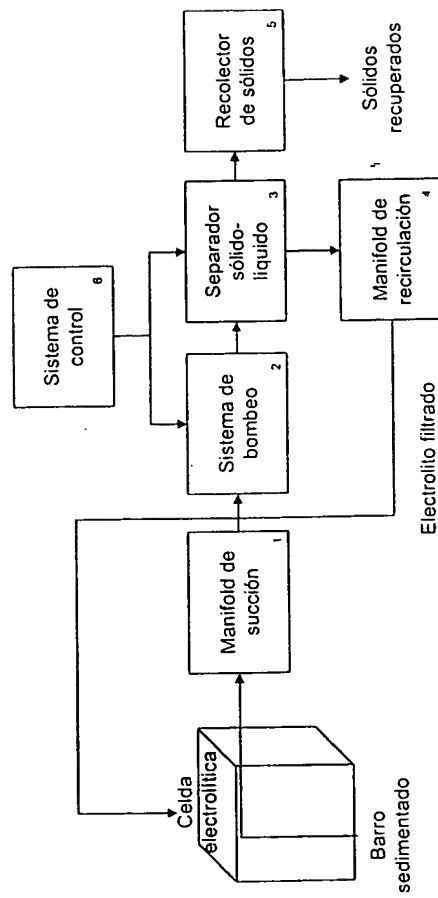 Sistema de
control
6
Celda
electrolítica
Manifold de
succión
1
Sistema de
bombeo
2
Separador
sólido-
líquido
3
Recolector
de sólidos
5
Barro
sedimentado
Electrolito filtrado
Manifold de
recirculación
4
Sólidos
recuperados